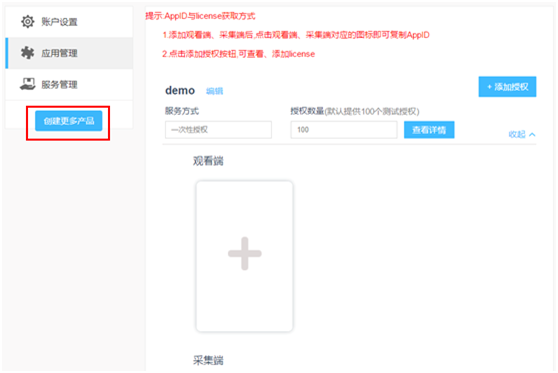 账户设置
应用管理
服务管理
创建更多产品
提示:AppID与license获取方式
1.添加观看端、采集端后,点击观看端、采集端对应的图标即可复制AppID
2.点击添加授权按钮,可查看、添加license
demo 编辑
+ 添加授权
服务方式
授权数量(默认提供100个测试授权)
一次性授权
100
查看详情
收起
观看端
采集端